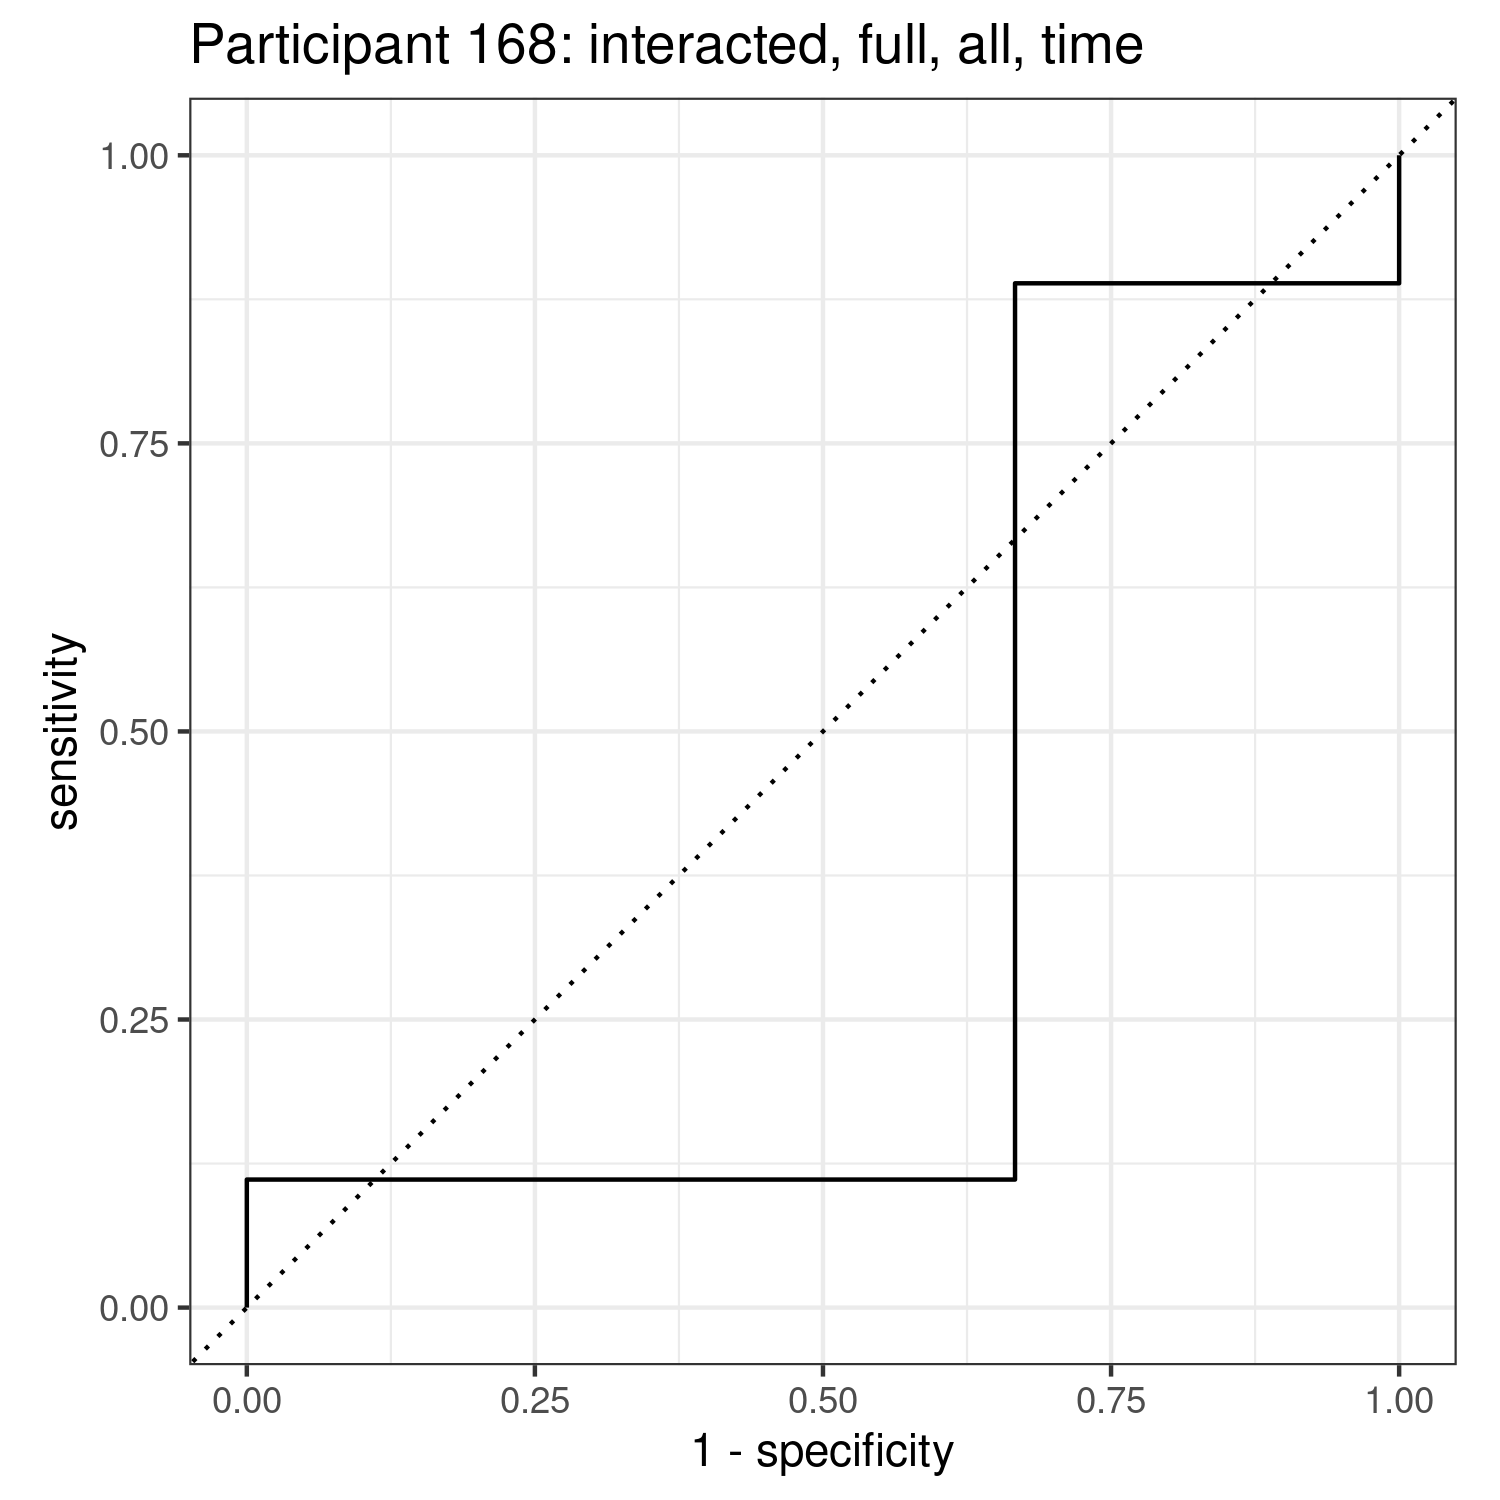 Participant 168: interacted, full, all, time
sensitivity
1.00
0.75
0.50
0.25
0.00
0.00 0.25 0.50 0.75 1.00
1 - specificity